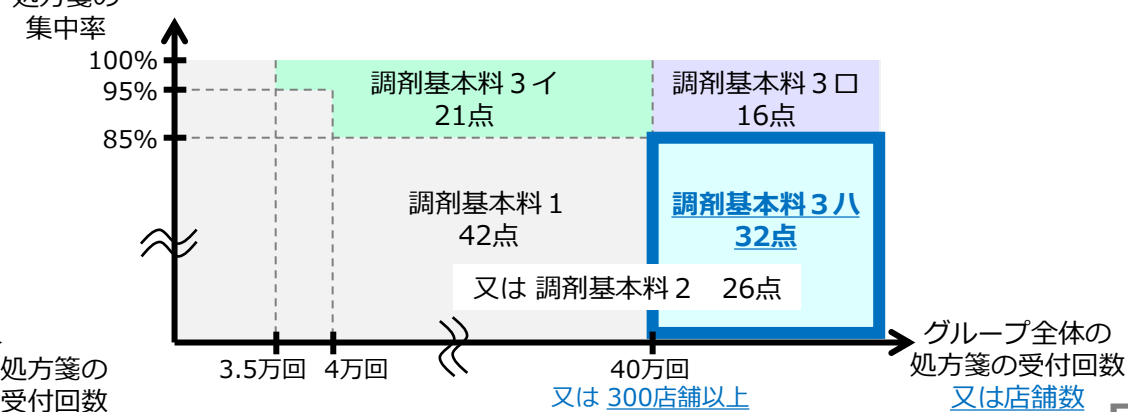 処方箋の
集中率
100%
95%
85%
調剤基本料３イ
21点
調剤基本料３ロ
16点
調剤基本料１
42点
調剤基本料３ハ
32点
又は 調剤基本料２　26点
3.5万回
4万回
40万回
又は 300店舗以上
グループ全体の
処方箋の受付回数
又は店舗数
処方箋の
受付回数